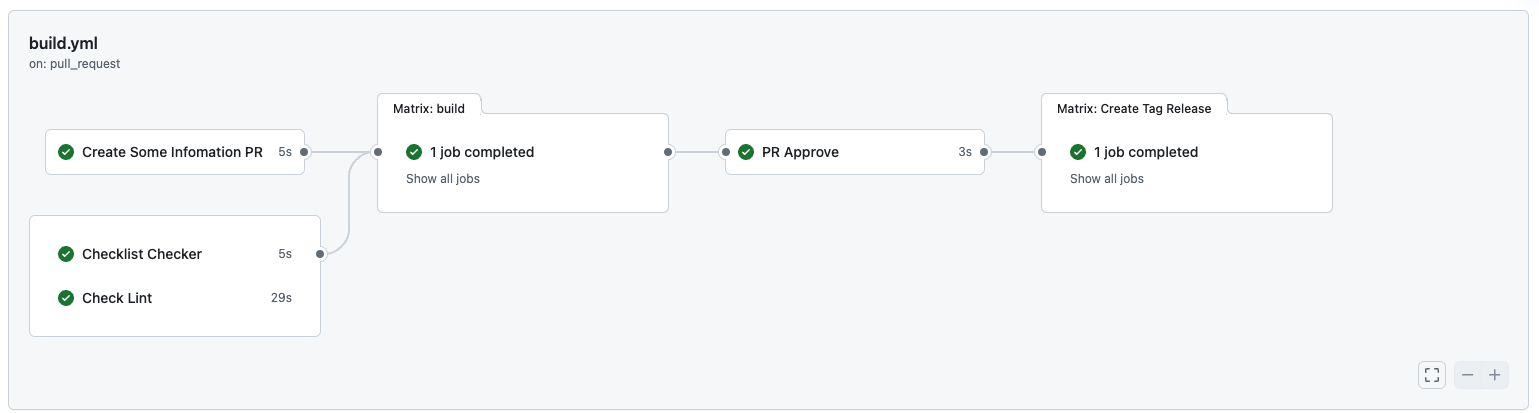 build.yml
on: pull_request
Matrix: build
Matrix: Create Tag Release
Create Some Infomation PR 5s
1 job completed
PR Approve 3s
1 job completed
Show all jobs
Show all jobs
Checklist Checker 5s
Check Lint 29s